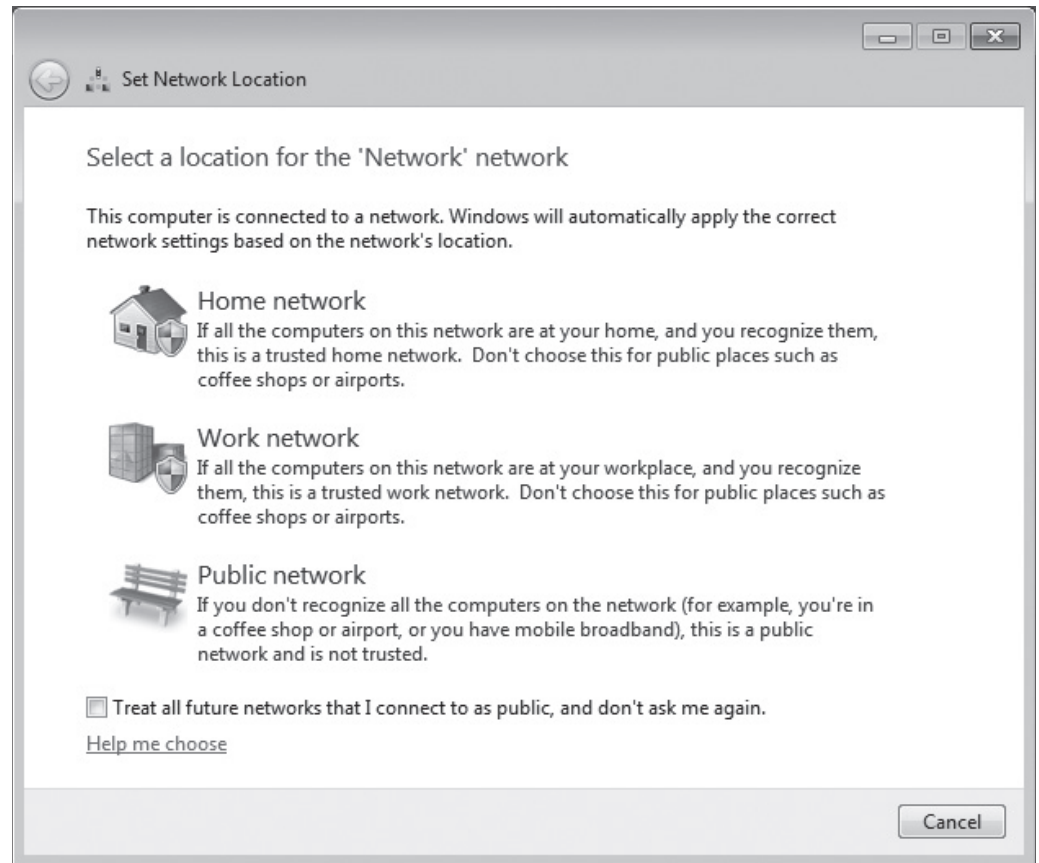 Set Network Location
Select a location for the 'Network' network
This computer is connected to a network. Windows will automatically apply the correct
network settings based on the network's location.
Home network
If all the computers on this network are at your home, and you recognize them,
this is a trusted home network.  Don't choose this for public places such as
coffee shops or airports.
Work network
If all the computers on this network are at your workplace, and you recognize
them, this is a trusted work network.  Don't choose this for public places such as
coffee shops or airports.
Public network
If you don't recognize all the computers on the network (for example, you're in
a coffee shop or airport, or you have mobile broadband), this is a public
network and is not trusted.
Treat all future networks that I connect to as public, and don't ask me again.
Help me choose
Cancel